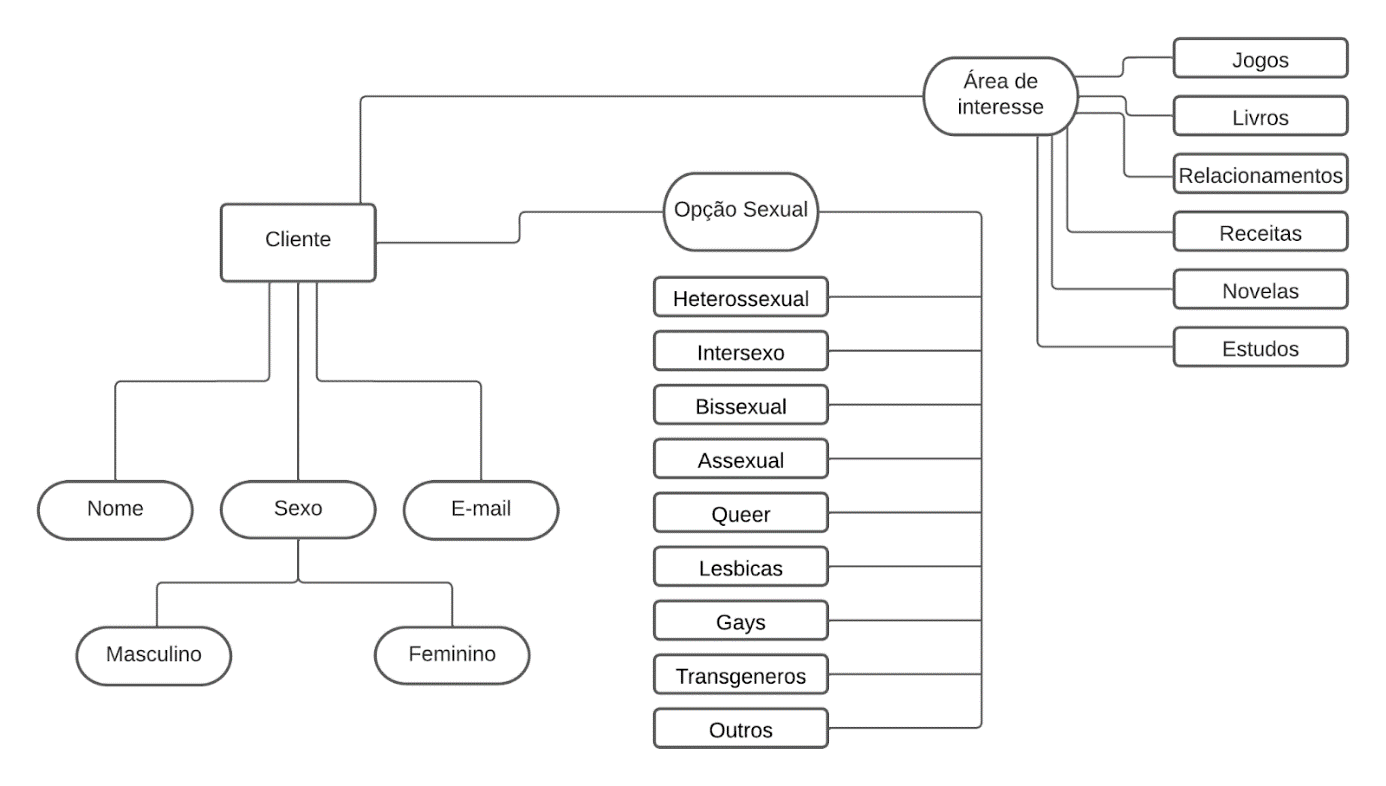 Cliente
Nome
Sexo
E-mail
Masculino
Feminino
Opção Sexual
Heterossexual
Intersexo
Bissexual
Assexual
Queer
Lesbicas
Gays
Transgeneros
Outros
Área de
interesse
Jogos
Livros
Relacionamentos
Receitas
Novelas
Estudos